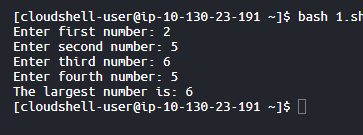 [cloudshell-user@ip-10-130-23-191 ~]$ bash 1.sh
Enter first number: 2
Enter second number: 5
Enter third number: 6
Enter fourth number: 5
The largest number is: 6
[cloudshell-user@ip-10-130-23-191 ~]$